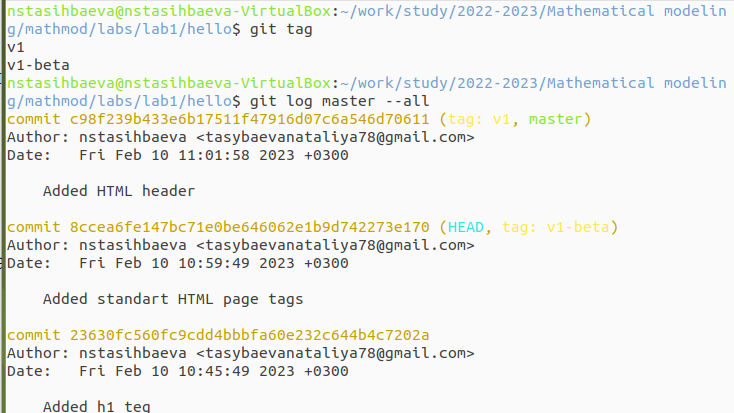 nstasihbaeva@nstasihbaeva-VirtualBox:~/work/study/2022-2023/Mathematical modelin
g/mathmod/labs/lab1/hello$ git tag
v1
v1-beta
nstasihbaeva@nstasihbaeva-VirtualBox:~/work/study/2022-2023/Mathematical modelin
g/mathmod/labs/lab1/hello$ git log master --all
commit c98f239b433e6b17511f47916d07c6a546d70611 (tag: v1, master)
Author: nstasihbaeva <tasybaevanataliya78@gmail.com>
Date:   Fri Feb 10 11:01:58 2023 +0300
Added HTML header
commit 8ccea6fe147bc71e0be646062e1b9d742273e170 (HEAD, tag: v1-beta)
Author: nstasihbaeva <tasybaevanataliya78@gmail.com>
Date:   Fri Feb 10 10:59:49 2023 +0300
Added standart HTML page tags
commit 23630fc560fc9cdd4bbbfa60e232c644b4c7202a
Author: nstasihbaeva <tasybaevanataliya78@gmail.com>
Date:   Fri Feb 10 10:45:49 2023 +0300
Added h1 teg